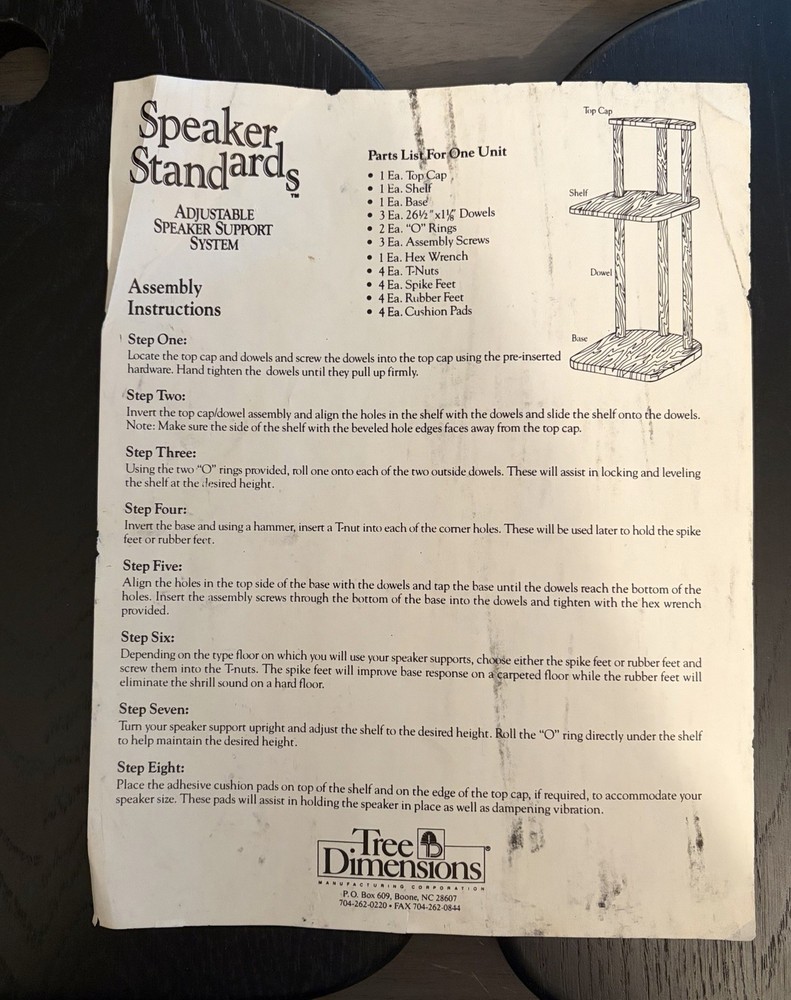 Speaker
Standards™
ADJUSTABLE
SPEAKER SUPPORT
SYSTEM
Assembly
Instructions
Parts List For One Unit
• 1 Ea. Top Cap
• 1 Ea. Shelf
• 1 Ea. Base
• 3 Ea. 26½"x1⅛" Dowels
• 2 Ea. "O" Rings
• 3 Ea. Assembly Screws
• 1 Ea. Hex Wrench
• 4 Ea. T-Nuts
• 4 Ea. Spike Feet
• 4 Ea. Rubber Feet
• 4 Ea. Cushion Pads
Top Cap
Shelf
Dowel
Base
Step One:
Locate the top cap and dowels and screw the dowels into the top cap using the pre-inserted
hardware. Hand tighten the dowels until they pull up firmly.
Step Two:
Invert the top cap/dowel assembly and align the holes in the shelf with the dowels and slide the shelf onto the dowels.
Note: Make sure the side of the shelf with the beveled hole edges faces away from the top cap.
Step Three:
Using the two "O" rings provided, roll one onto each of the two outside dowels. These will assist in locking and leveling
the shelf at the desired height.
Step Four:
Invert the base and using a hammer, insert a T-nut into each of the corner holes. These will be used later to hold the spike
feet or rubber feet.
Step Five:
Align the holes in the top side of the base with the dowels and tap the base until the dowels reach the bottom of the
holes. Insert the assembly screws through the bottom of the base into the dowels and tighten with the hex wrench
provided.
Step Six:
Depending on the type floor on which you will use your speaker supports, choose either the spike feet or rubber feet and
screw them into the T-nuts. The spike feet will improve base response on a carpeted floor while the rubber feet will
eliminate the shrill sound on a hard floor.
Step Seven:
Turn your speaker support upright and adjust the shelf to the desired height. Roll the "O" ring directly under the shelf
to help maintain the desired height.
Step Eight:
Place the adhesive cushion pads on top of the shelf and on the edge of the top cap, if required, to accommodate your
speaker size. These pads will assist in holding the speaker in place as well as dampening vibration.
Tree
Dimensions®
MANUFACTURING CORPORATION
P.O. Box 609, Boone, NC 28607
704-262-0220 • FAX 704-262-0844